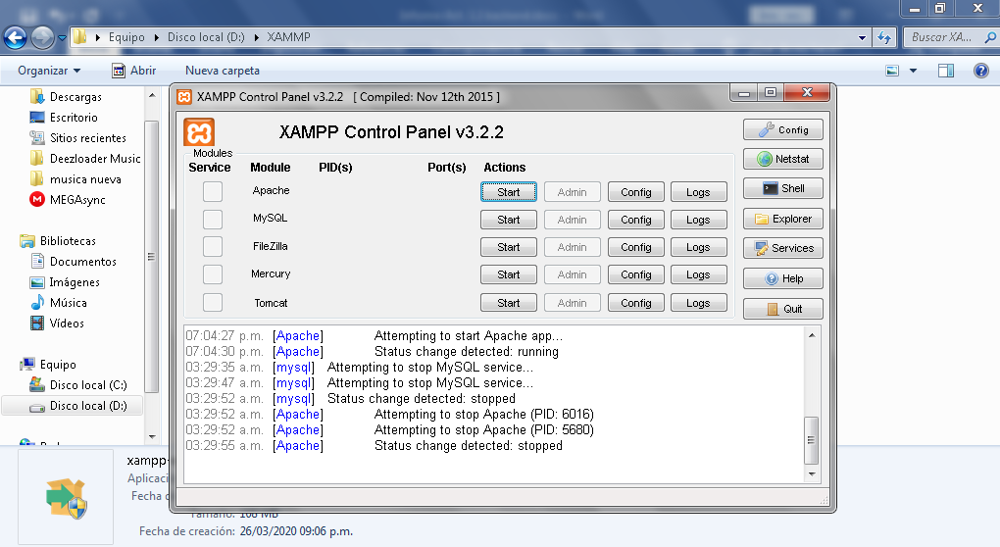 Equipo Disco local (D:) XAMMP
Buscar XA...
Organizar Abrir Nueva carpeta
Descargas
Escritorio
Sitios recientes
Deezloader Music
musica nueva
MEGAsync
Bibliotecas
Documentos
Imágenes
Música
Vídeos
Equipo
Disco local (C:)
Disco local (D:)
XAMPP Control Panel v3.2.2 [ Compiled: Nov 12th 2015 ]
XAMPP Control Panel v3.2.2
Modules
Service Module PID(s) Port(s) Actions
Apache Start Admin Config Logs
MySQL Start Admin Config Logs
FileZilla Start Admin Config Logs
Mercury Start Admin Config Logs
Tomcat Start Admin Config Logs
Config
Netstat
Shell
Explorer
Services
Help
Quit
07:04:27 p.m. [Apache] Attempting to start Apache app...
07:04:30 p.m. [Apache] Status change detected: running
03:29:35 a.m. [mysql] Attempting to stop MySQL service...
03:29:47 a.m. [mysql] Attempting to stop MySQL service...
03:29:52 a.m. [mysql] Status change detected: stopped
03:29:52 a.m. [Apache] Attempting to stop Apache (PID: 6016)
03:29:52 a.m. [Apache] Attempting to stop Apache (PID: 5680)
03:29:55 a.m. [Apache] Status change detected: stopped
xampp
Aplicaci
Fecha d
Tamaño: 108 MB
Fecha de creación: 26/03/2020 09:06 p.m.